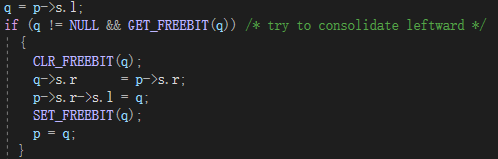 q = p->s.l;
if (q != NULL && GET_FREEBIT(q)) /* try to consolidate leftward */
{
CLR_FREEBIT(q);
q->s.r     = p->s.r;
p->s.r->s.l = q;
SET_FREEBIT(q);
p = q;
}